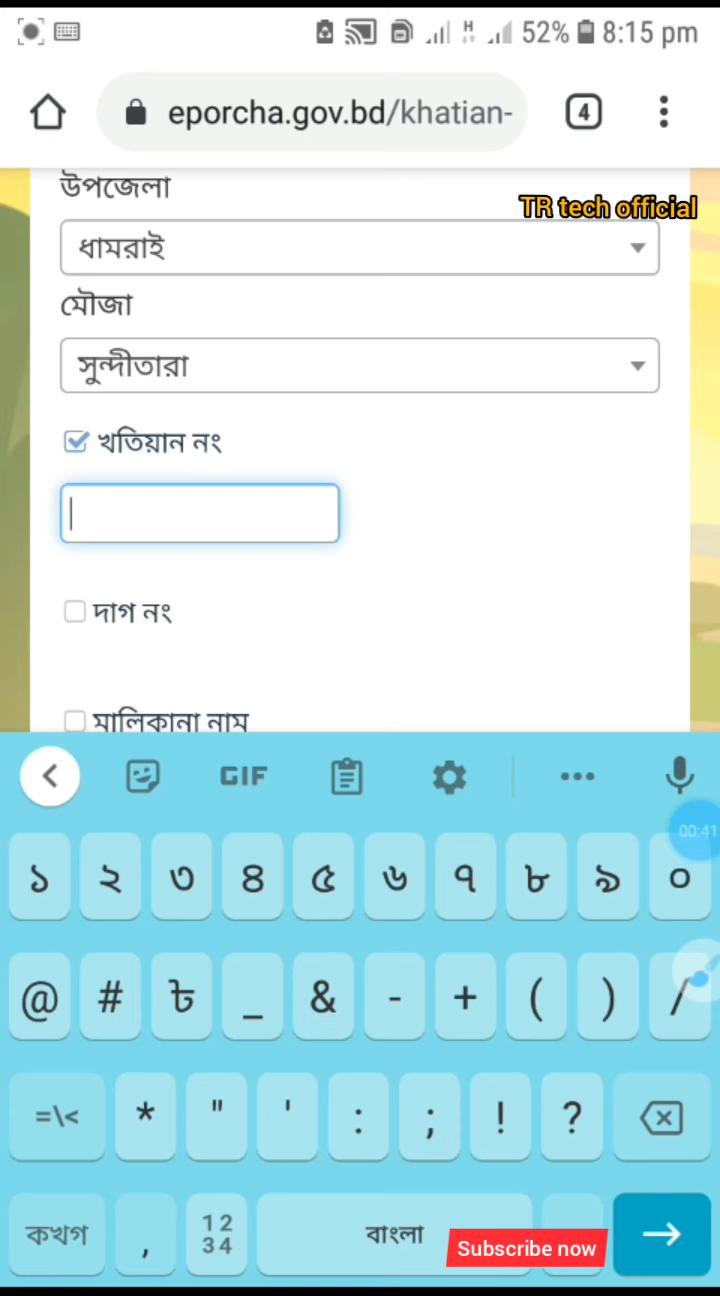 52% 8:15 pm
eporcha.gov.bd/khatian-
4
উপজেলা
TR tech official
ধামরাই
মৌজা
সুন্দীতারা
খতিয়ান নং
দাগ নং
মালিকানা নাম
GIF
00:41
১ ২ ৩ ৪ ৫ ৬ ৭ ৮ ৯ ০
@ # ৳ _ & - + ( ) /
=\< * " ' : ; ! ?
কখগ , 12 34 বাংলা
Subscribe now